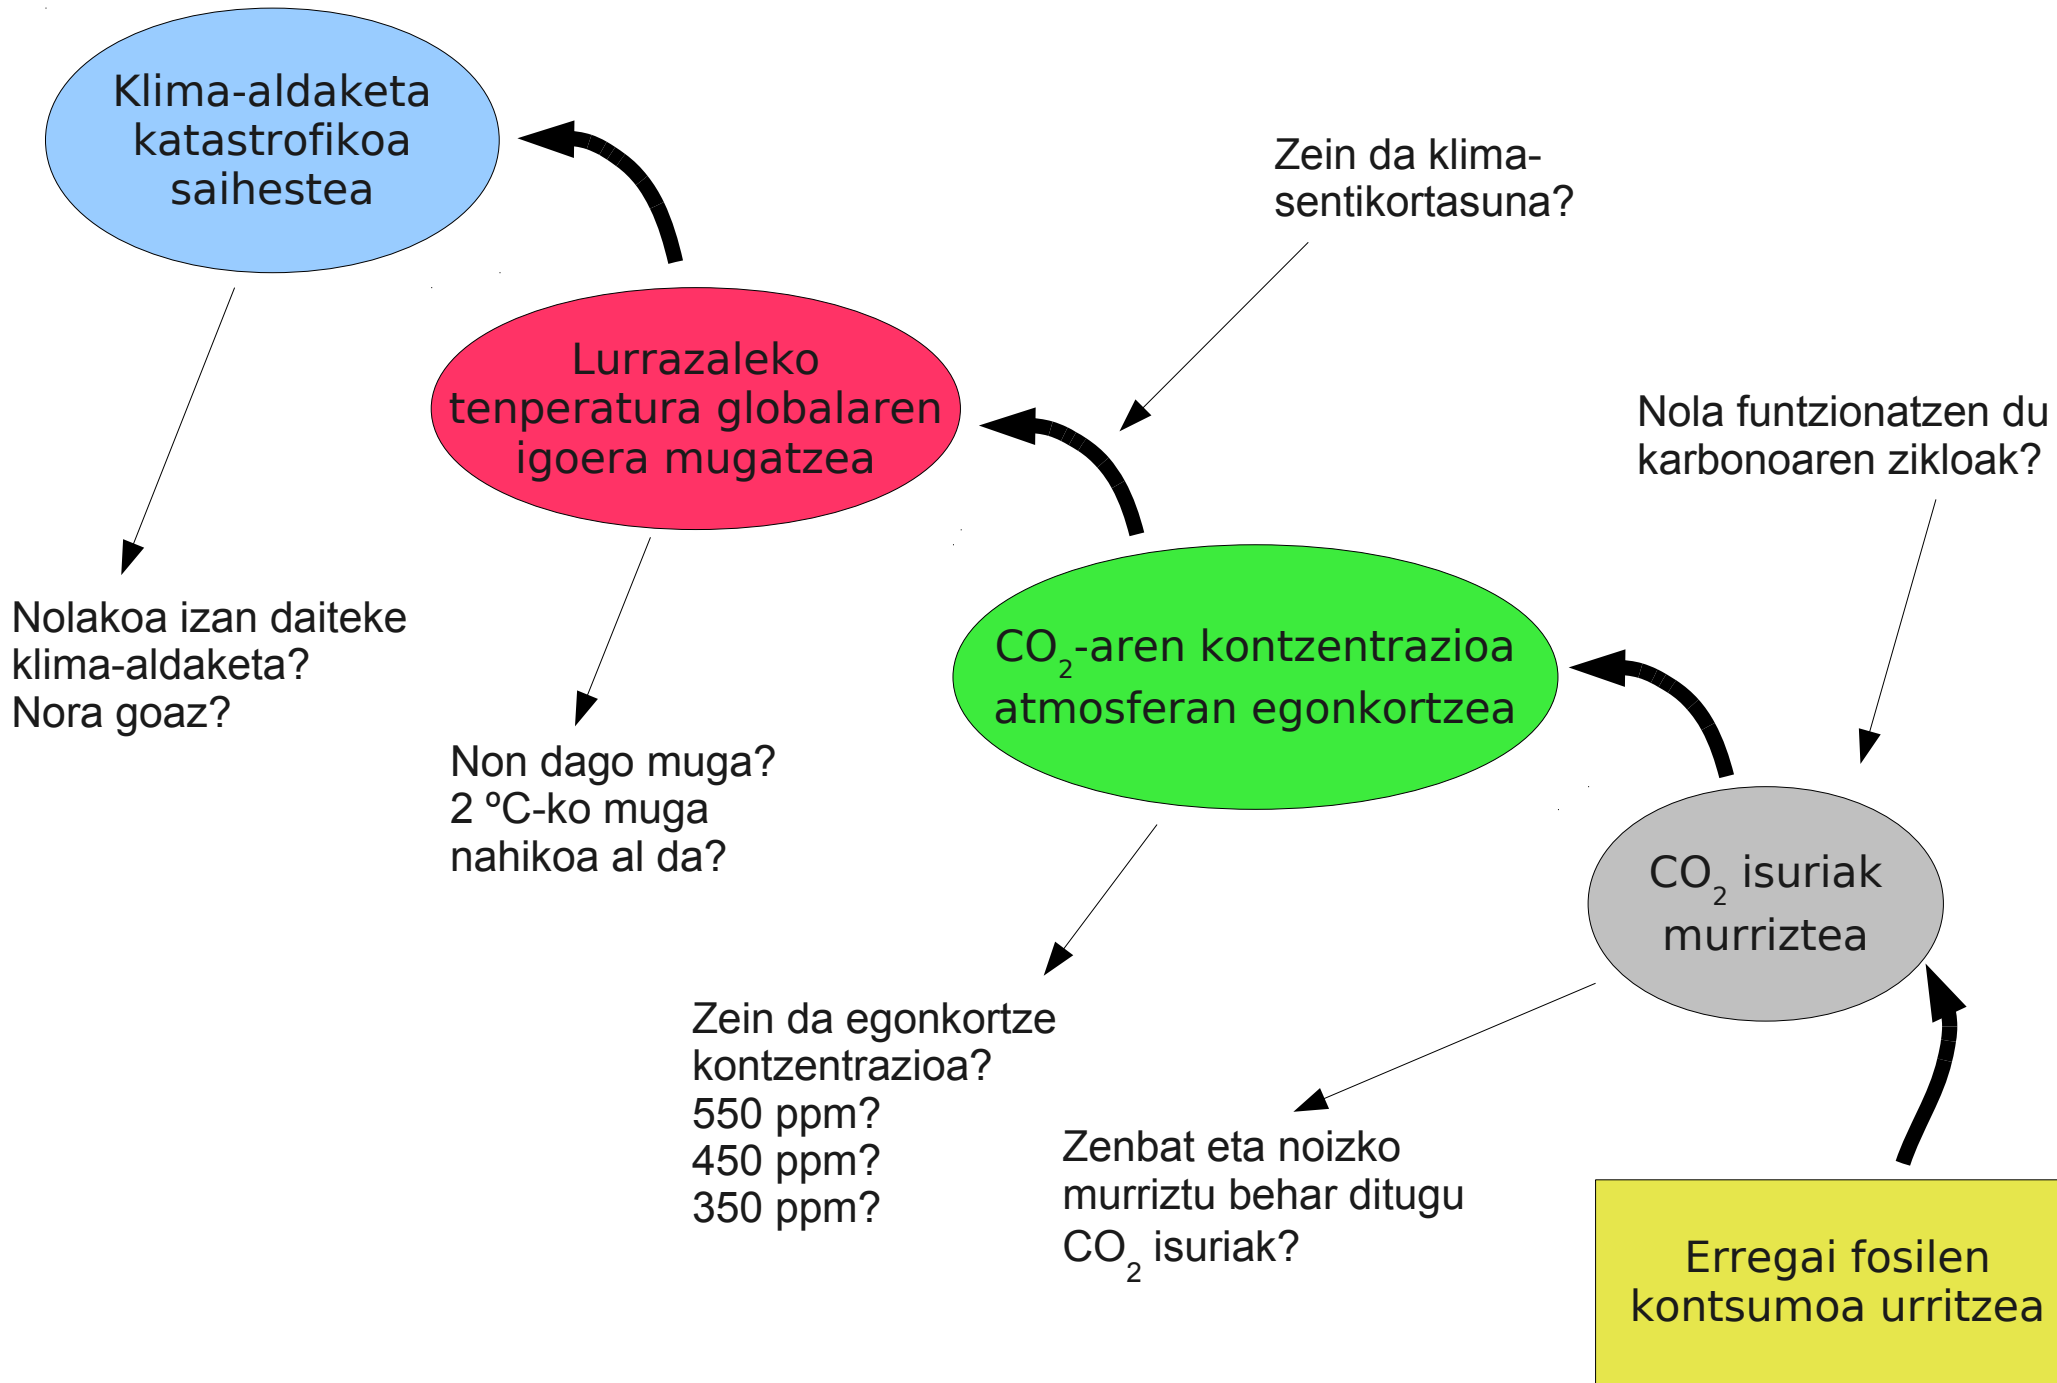 Klima-aldaketa
katastrofikoa
saihestea
Zein da klima-
sentikortasuna?
Lurrazaleko
tenperatura globalaren
igoera mugatzea
Nola funtzionatzen du
karbonoaren zikloak?
Nolakoa izan daiteke
klima-aldaketa?
Nora goaz?
CO₂-aren kontzentrazioa
atmosferan egonkortzea
Non dago muga?
2 ºC-ko muga
nahikoa al da?
CO₂ isuriak
murriztea
Zein da egonkortze
kontzentrazioa?
550 ppm?
450 ppm?
350 ppm?
Zenbat eta noizko
murriztu behar ditugu
CO₂ isuriak?
Erregai fosilen
kontsumoa urritzea